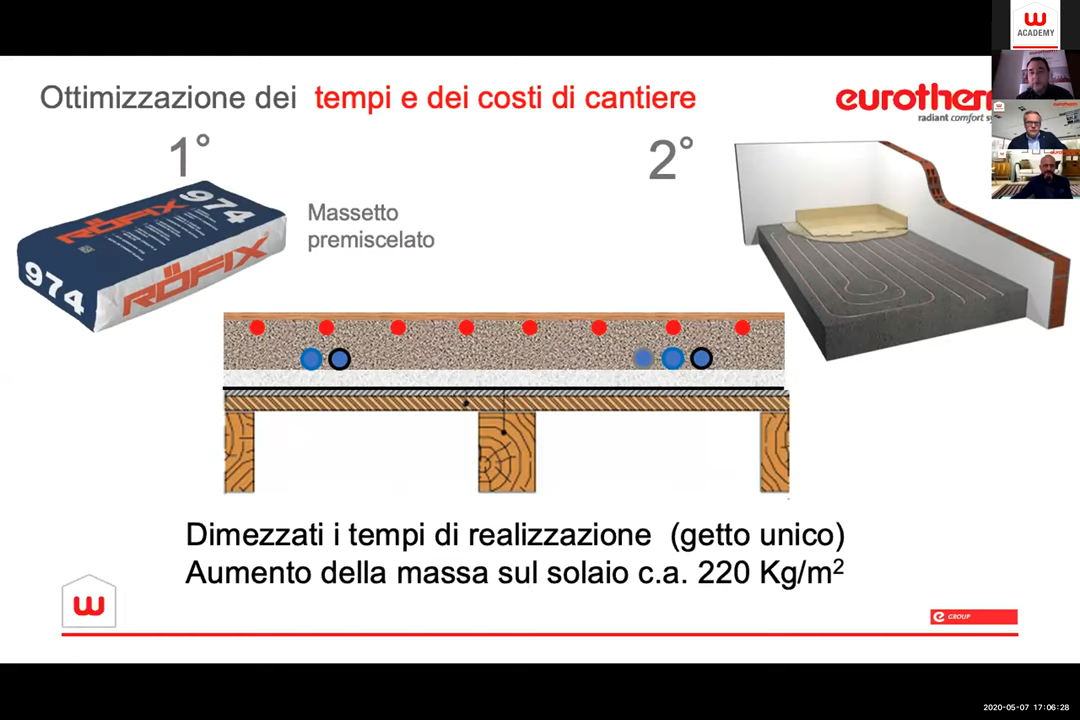 ACADEMY
Ottimizzazione dei tempi e dei costi di cantiere
eurotherm
radiant comfort sy
1°
2°
974
RÖFIX
974
RÖFIX
Massetto
premiscelato
Dimezzati i tempi di realizzazione (getto unico)
Aumento della massa sul solaio c.a. 220 Kg/m²
w
e GROUP
2020-05-07 17:06:28